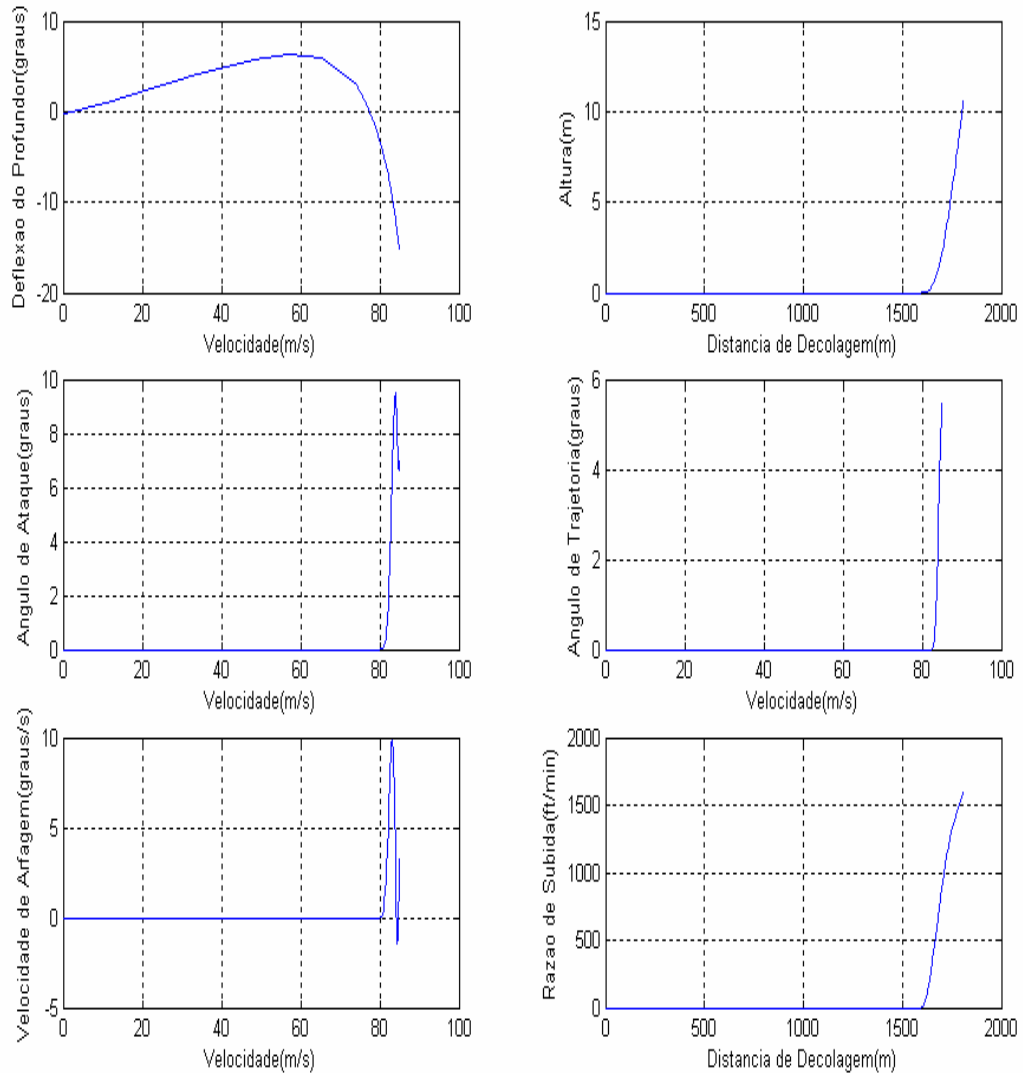 Deflexao do Profundor(graus)
10
0
-10
-20
0 20 40 60 80 100
Velocidade(m/s)
Altura(m)
15
10
5
0
0 500 1000 1500 2000
Distancia de Decolagem(m)
Angulo de Ataque(graus)
10
8
6
4
2
0
0 20 40 60 80 100
Velocidade(m/s)
Angulo de Trajetoria(graus)
6
4
2
0
0 20 40 60 80 100
Velocidade(m/s)
Velocidade de Arfagem(graus/s)
10
5
0
-5
0 20 40 60 80 100
Velocidade(m/s)
Razao de Subida(ft/min)
2000
1500
1000
500
0
0 500 1000 1500 2000
Distancia de Decolagem(m)